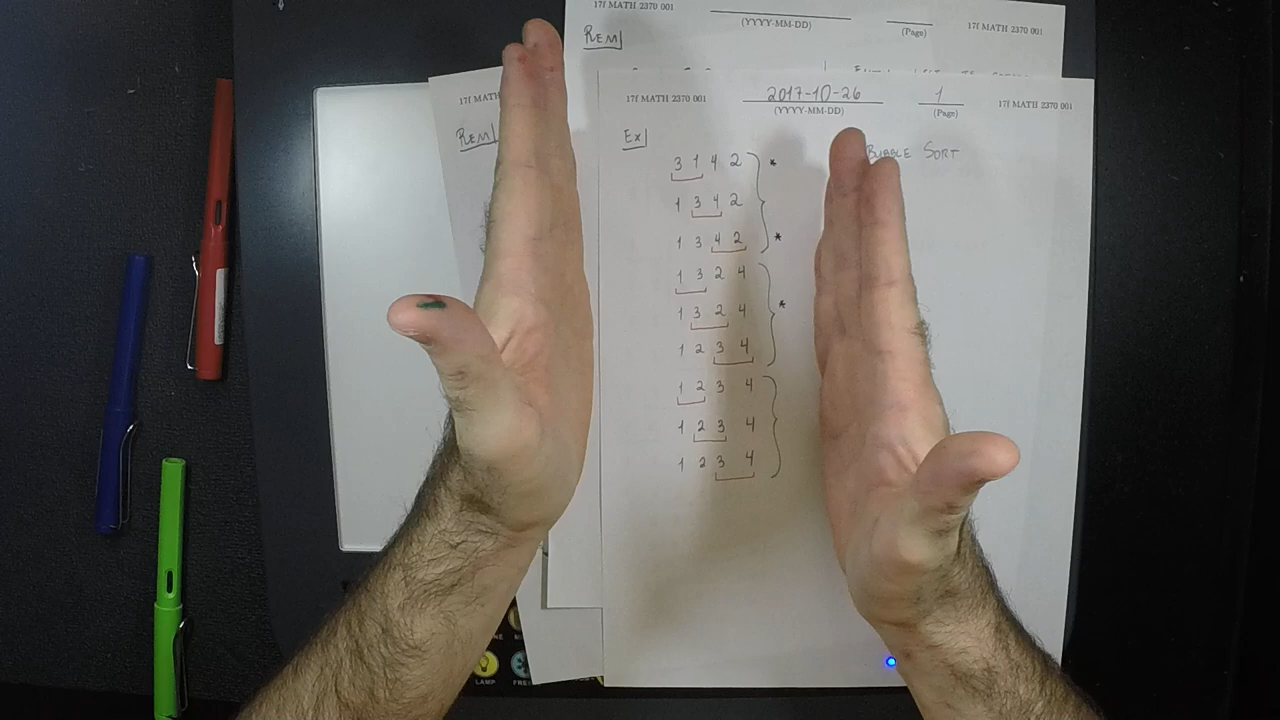 17f MATH 2370 001
(YYYY-MM-DD)
(Page)
17f MATH 2370 001
REM
17f MATH
REM
17f MATH 2370 001
2017-10-26
(YYYY-MM-DD)
1
(Page)
17f MATH 2370 001
Ex
BUBBLE SORT
3 1 4 2 *
1 3 4 2
1 3 4 2 *
1 3 2 4
1 3 2 4 *
1 2 3 4
1 2 3 4
1 2 3 4
1 2 3 4
LAMP